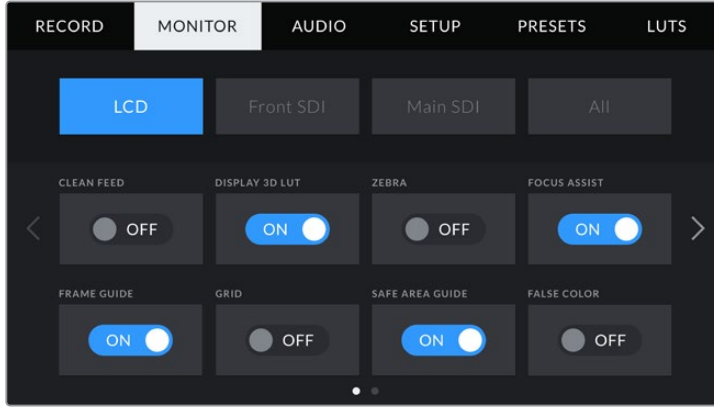 RECORD MONITOR AUDIO SETUP PRESETS LUTS
LCD Front SDI Main SDI All
CLEAN FEED DISPLAY 3D LUT ZEBRA FOCUS ASSIST
OFF ON OFF ON
FRAME GUIDE GRID SAFE AREA GUIDE FALSE COLOR
ON OFF ON OFF